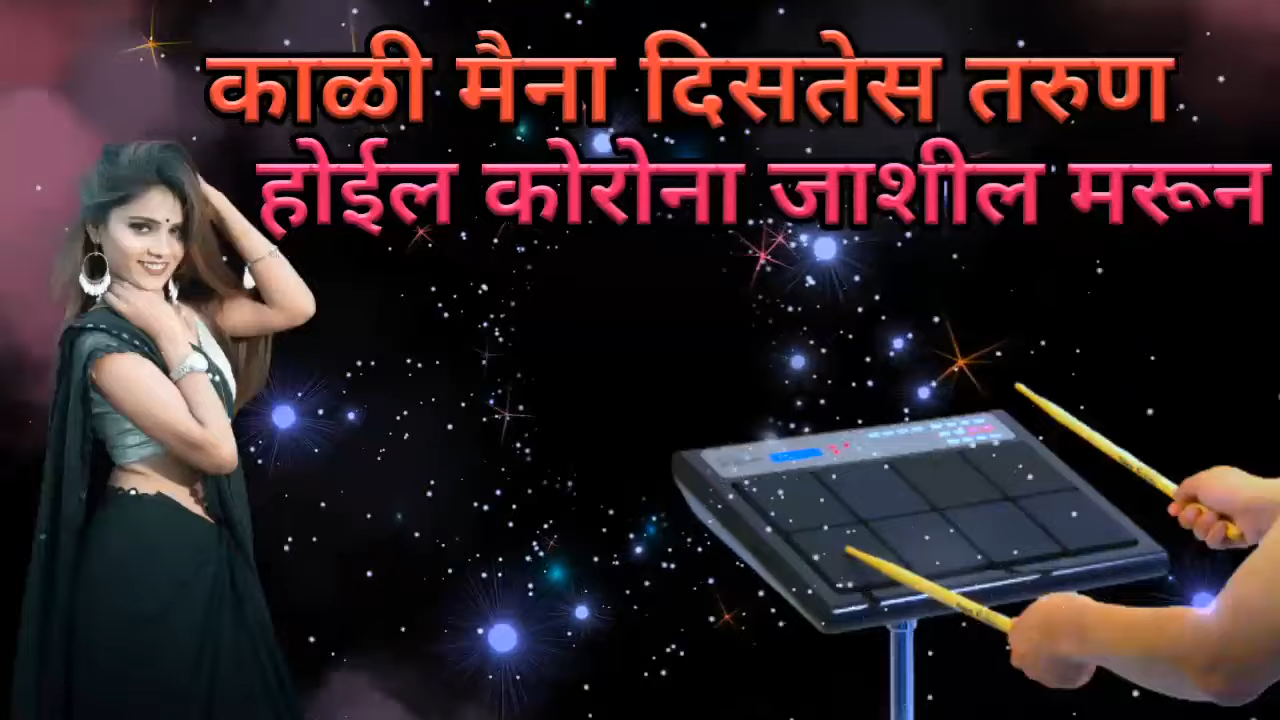 काळी मैना दिसतेस तरुण
होईल कोरोना जाशील मरून